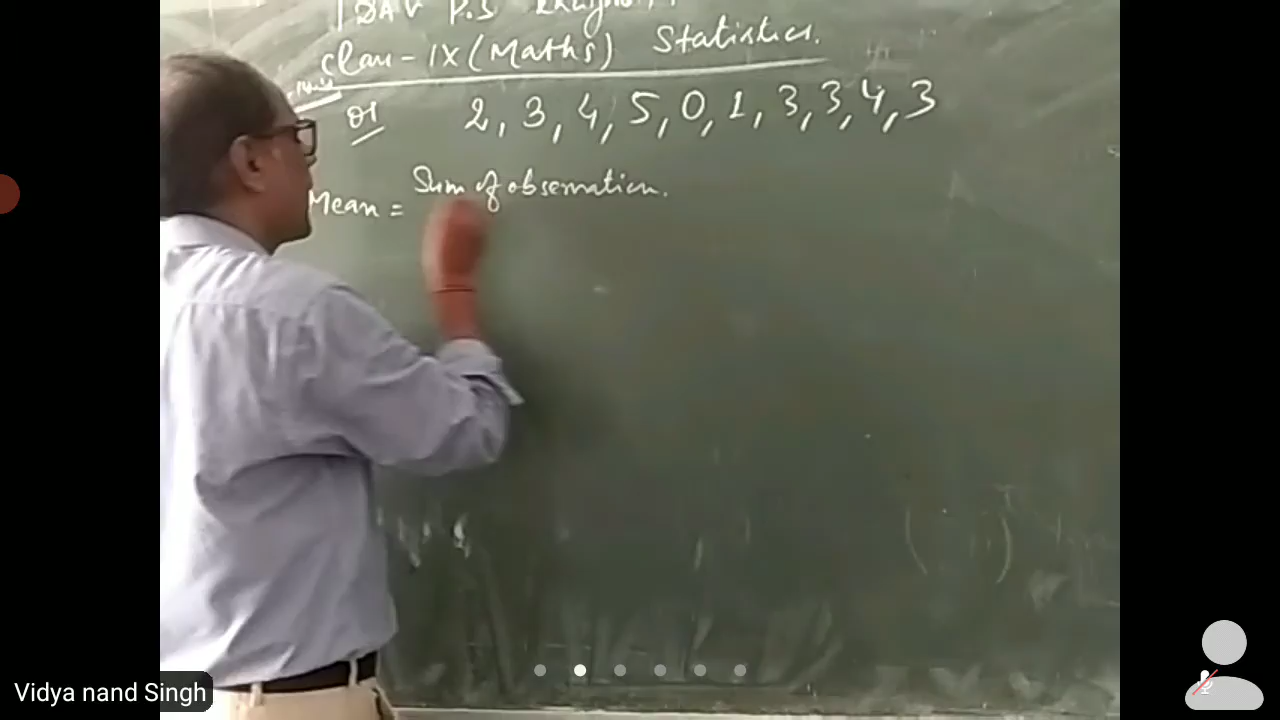 DAV P.S
Class - IX (Maths) Statistics.
Q1 2, 3, 4, 5, 0, 1, 3, 3, 4, 3
Mean = Sum of observation.
Vidya nand Singh